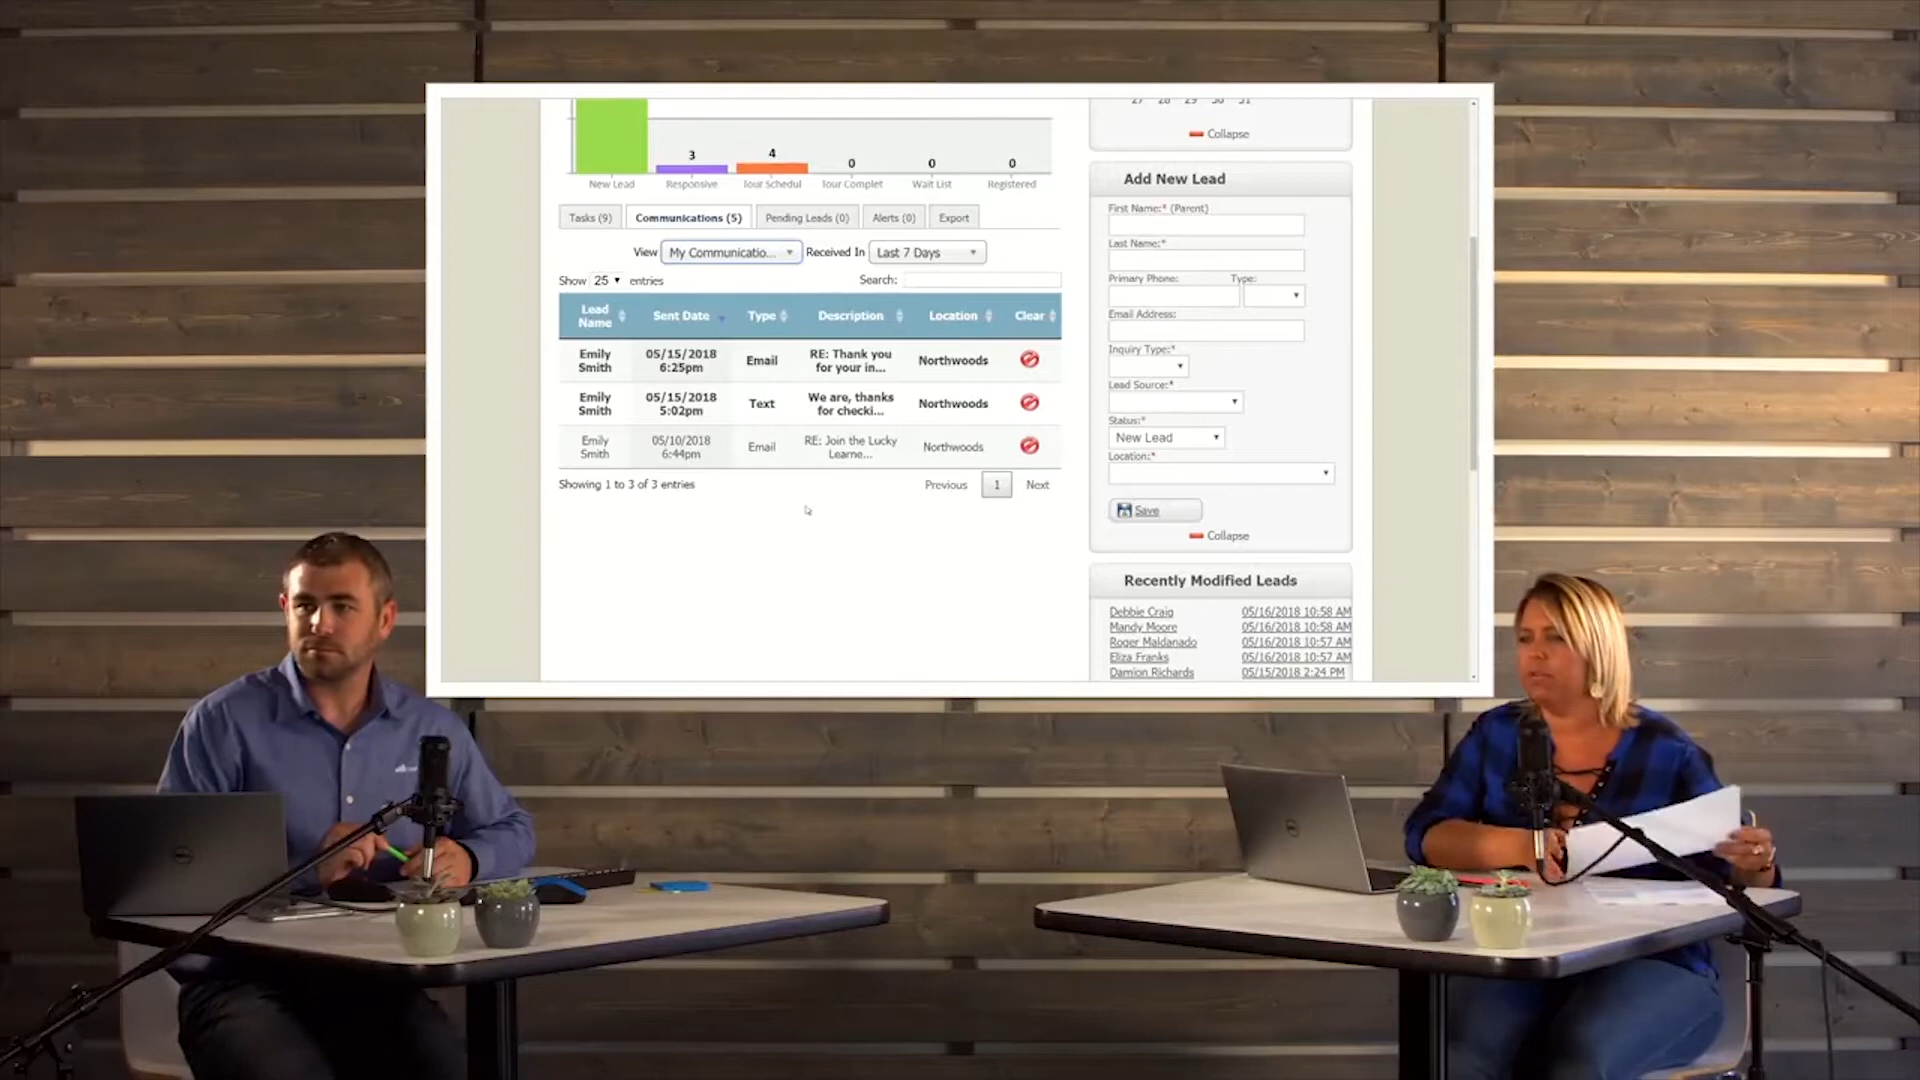 27 28 29 30 31
Collapse
3
4
0
0
0
New Lead
Responsive
Tour Schedul
Tour Complet
Wait List
Registered
Tasks (9)
Communications (5)
Pending Leads (0)
Alerts (0)
Export
View
My Communicatio...
Received In
Last 7 Days
Show 25 entries
Search:
Lead Name
Sent Date
Type
Description
Location
Clear
Emily Smith
05/15/2018 6:25pm
Email
RE: Thank you for your in...
Northwoods
Emily Smith
05/15/2018 5:02pm
Text
We are, thanks for checki...
Northwoods
Emily Smith
05/10/2018 6:44pm
Email
RE: Join the Lucky Learne...
Northwoods
Showing 1 to 3 of 3 entries
Previous
1
Next
Add New Lead
First Name:* (Parent)
Last Name:*
Primary Phone:
Type:
Email Address:
Inquiry Type:*
Lead Source:*
Status:*
New Lead
Location:*
Save
Collapse
Recently Modified Leads
Debbie Craig 05/16/2018 10:58 AM
Mandy Moore 05/16/2018 10:58 AM
Roger Maldanado 05/16/2018 10:57 AM
Eliza Franks 05/16/2018 10:57 AM
Damion Richards 05/15/2018 2:24 PM
DELL